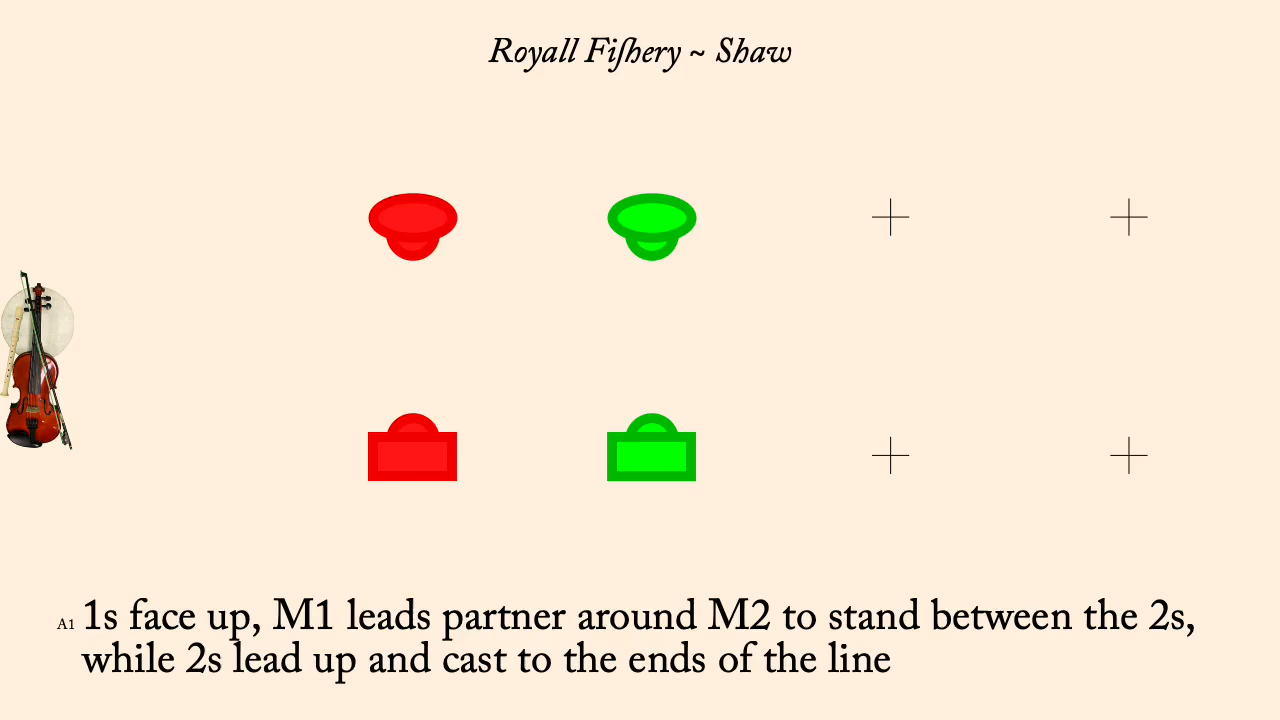 Royall Fiſhery ~ Shaw
A1 1s face up, M1 leads partner around M2 to stand between the 2s,
while 2s lead up and cast to the ends of the line